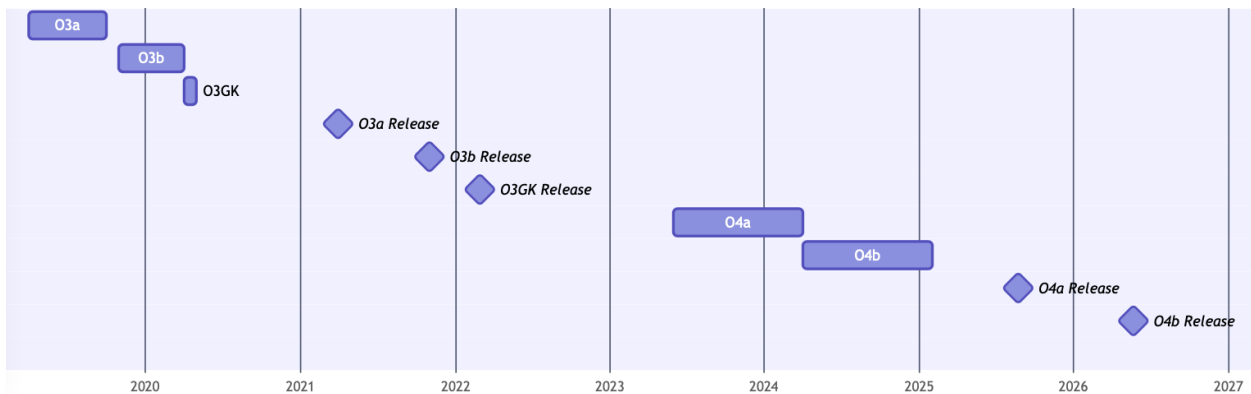 O3a
O3b
O3GK
O3a Release
O3b Release
O3GK Release
O4a
O4b
O4a Release
O4b Release
2020 2021 2022 2023 2024 2025 2026 2027